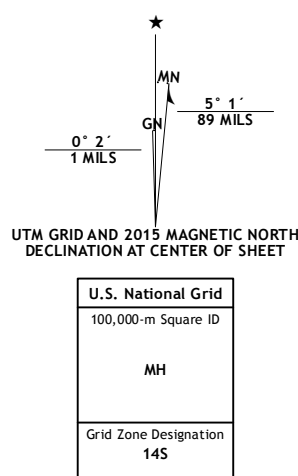 ★
MN
GN
5° 1´
89 MILS
0° 2´
1 MILS
UTM GRID AND 2015 MAGNETIC NORTH
DECLINATION AT CENTER OF SHEET
U.S. National Grid
100,000-m Square ID
MH
Grid Zone Designation
14S